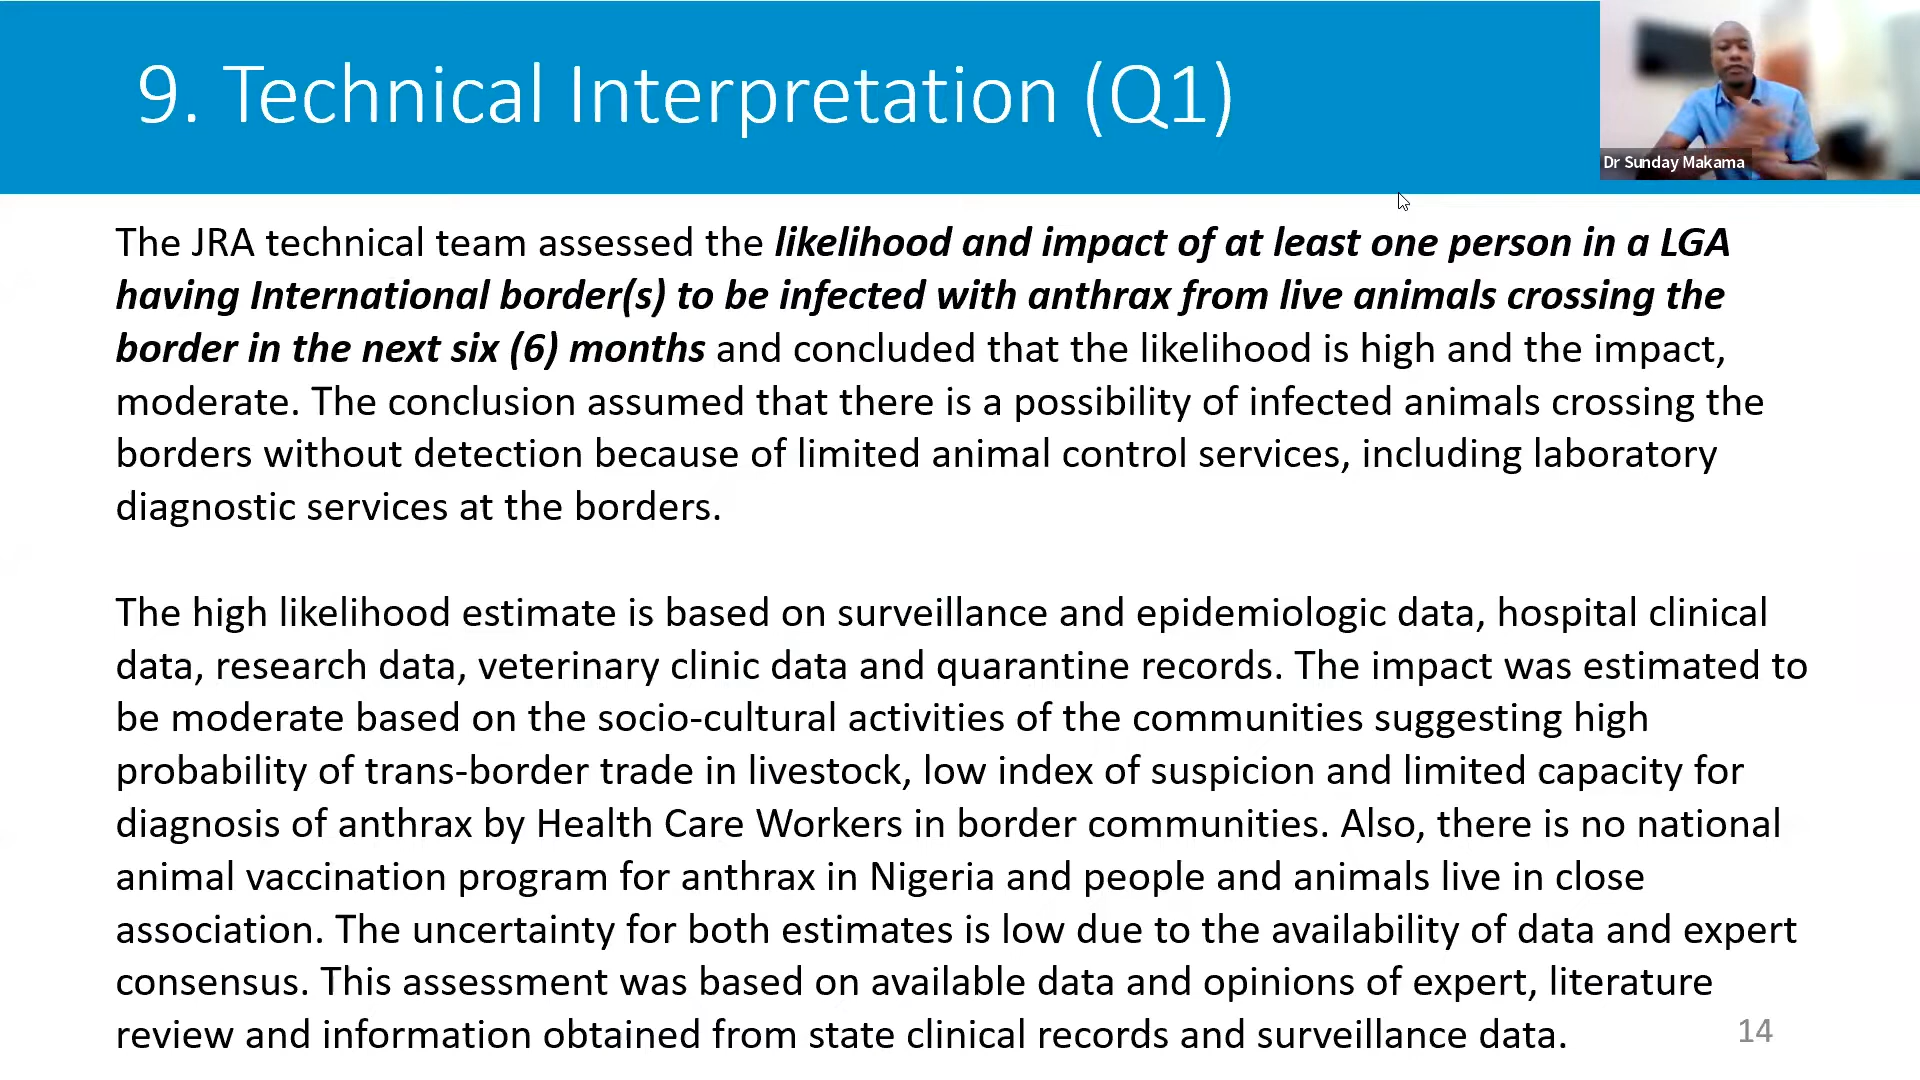 9. Technical Interpretation (Q1)
Dr Sunday Makama
The JRA technical team assessed the likelihood and impact of at least one person in a LGA
having International border(s) to be infected with anthrax from live animals crossing the
border in the next six (6) months and concluded that the likelihood is high and the impact,
moderate. The conclusion assumed that there is a possibility of infected animals crossing the
borders without detection because of limited animal control services, including laboratory
diagnostic services at the borders.
The high likelihood estimate is based on surveillance and epidemiologic data, hospital clinical
data, research data, veterinary clinic data and quarantine records. The impact was estimated to
be moderate based on the socio-cultural activities of the communities suggesting high
probability of trans-border trade in livestock, low index of suspicion and limited capacity for
diagnosis of anthrax by Health Care Workers in border communities. Also, there is no national
animal vaccination program for anthrax in Nigeria and people and animals live in close
association. The uncertainty for both estimates is low due to the availability of data and expert
consensus. This assessment was based on available data and opinions of expert, literature
review and information obtained from state clinical records and surveillance data.
14